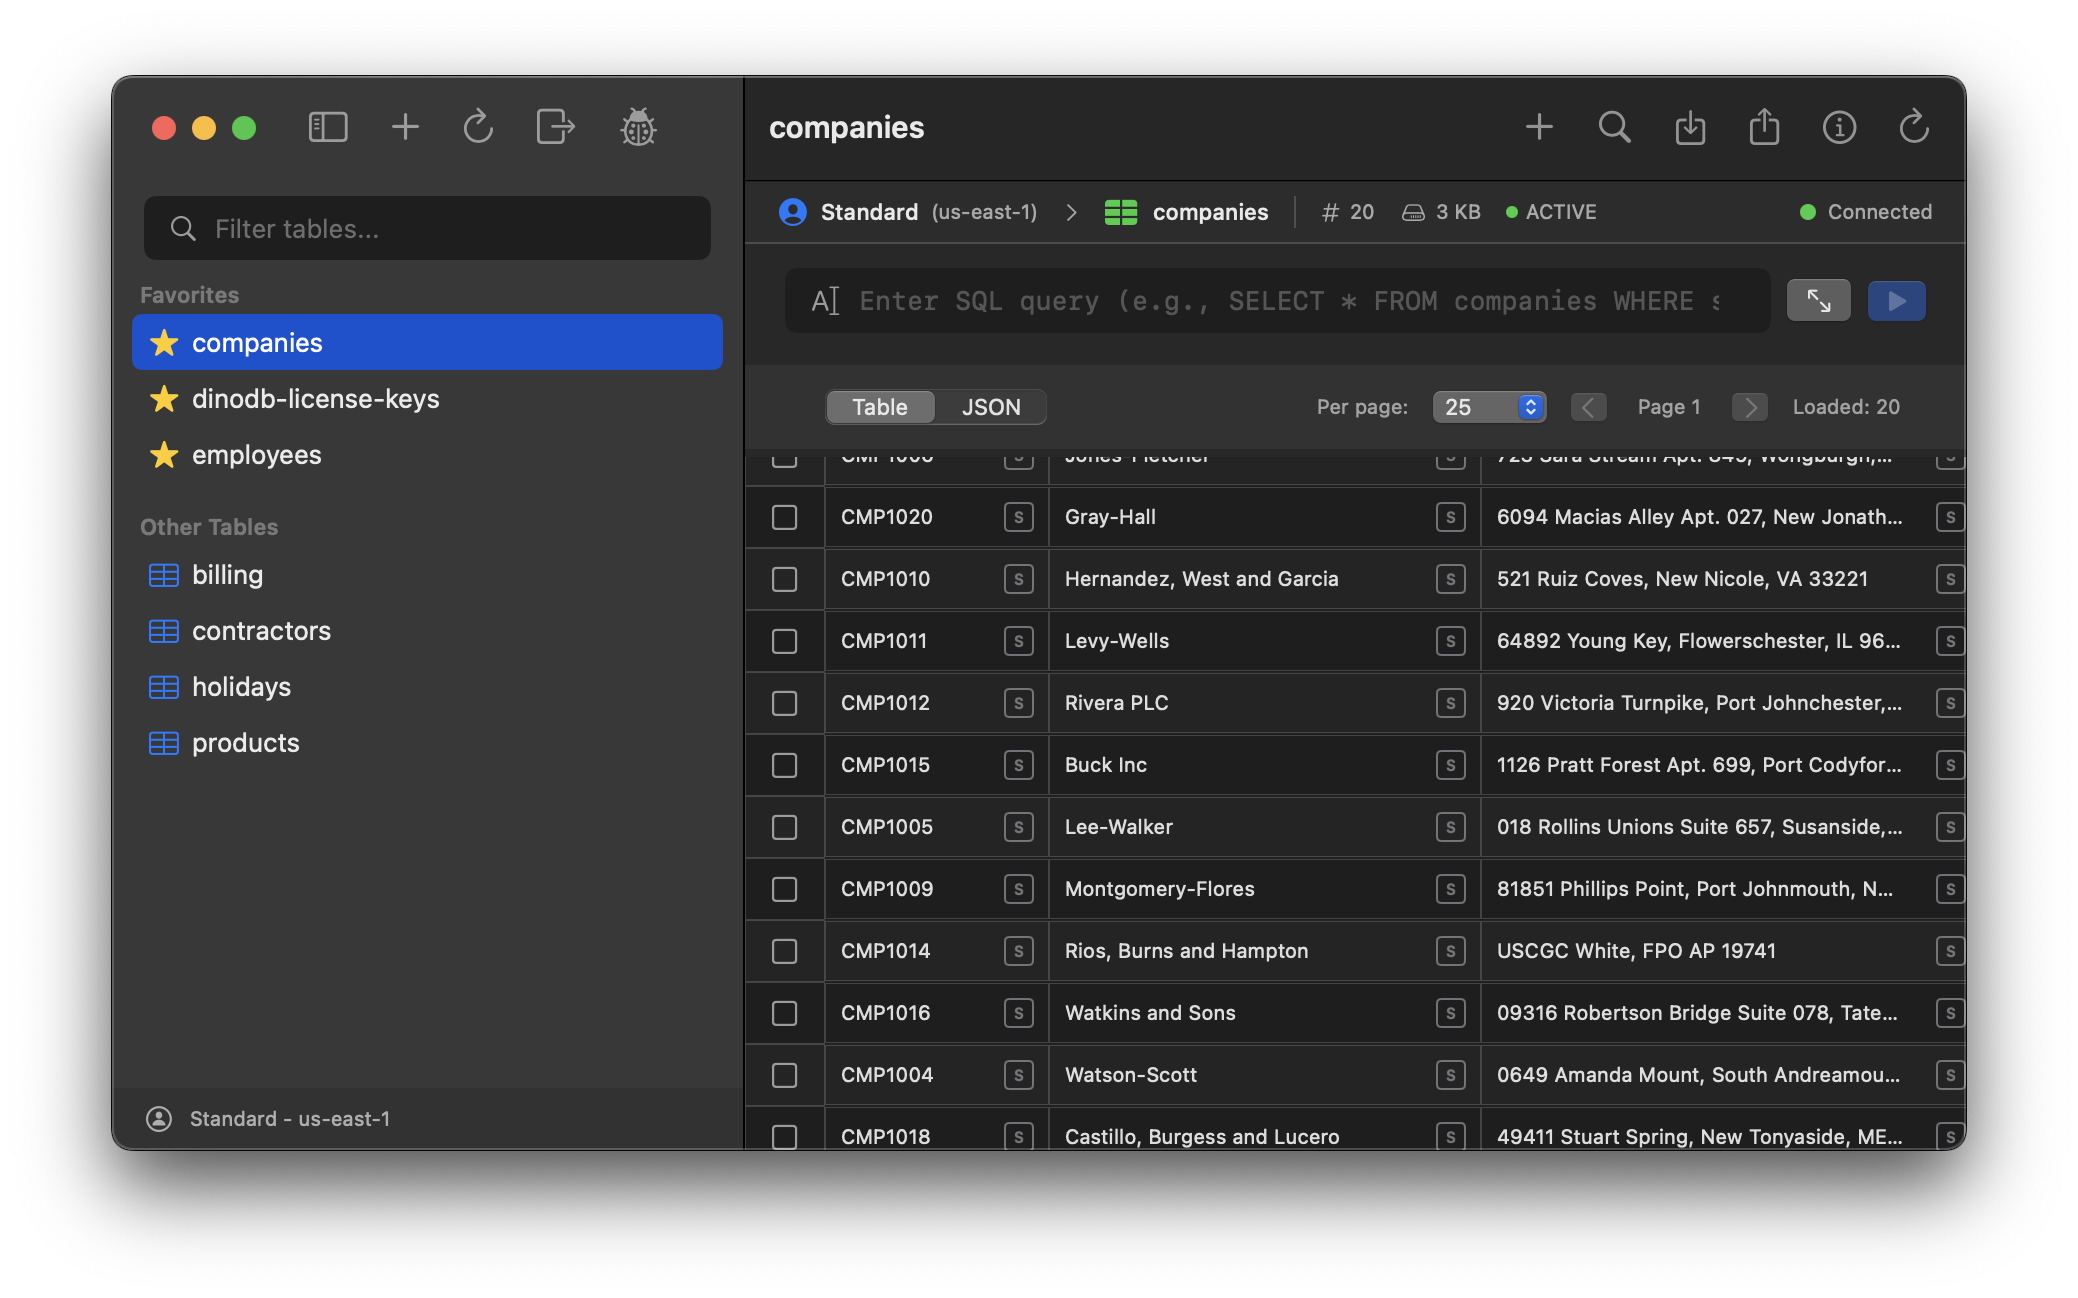 companies
Filter tables...
Favorites
companies
dinodb-license-keys
employees
Other Tables
billing
contractors
holidays
products
Standard - us-east-1
Standard (us-east-1) companies # 20 3 KB ACTIVE Connected
Enter SQL query (e.g., SELECT * FROM companies WHERE s
Table JSON Per page: 25 Page 1 Loaded: 20
Jones-Fletcher
CMP1020 S Gray-Hall S 6094 Macias Alley Apt. 027, New Jonath... S
CMP1010 S Hernandez, West and Garcia S 521 Ruiz Coves, New Nicole, VA 33221 S
CMP1011 S Levy-Wells S 64892 Young Key, Flowerschester, IL 96... S
CMP1012 S Rivera PLC S 920 Victoria Turnpike, Port Johnchester,... S
CMP1015 S Buck Inc S 1126 Pratt Forest Apt. 699, Port Codyfor... S
CMP1005 S Lee-Walker S 018 Rollins Unions Suite 657, Susanside,... S
CMP1009 S Montgomery-Flores S 81851 Phillips Point, Port Johnmouth, N... S
CMP1014 S Rios, Burns and Hampton S USCGC White, FPO AP 19741 S
CMP1016 S Watkins and Sons S 09316 Robertson Bridge Suite 078, Tate... S
CMP1004 S Watson-Scott S 0649 Amanda Mount, South Andreamou... S
CMP1018 S Castillo, Burgess and Lucero S 49411 Stuart Spring, New Tonyaside, ME... S